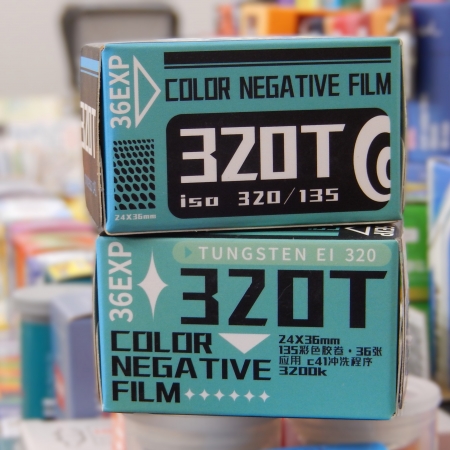 36EXP
COLOR NEGATIVE FILM
320T
iso 320/135
24X36mm
320T
36EXP
TUNGSTEN EI 320
320T
COLOR
NEGATIVE
FILM
24X36mm
135彩色胶卷·36张
应用 c41冲洗程序
3200k